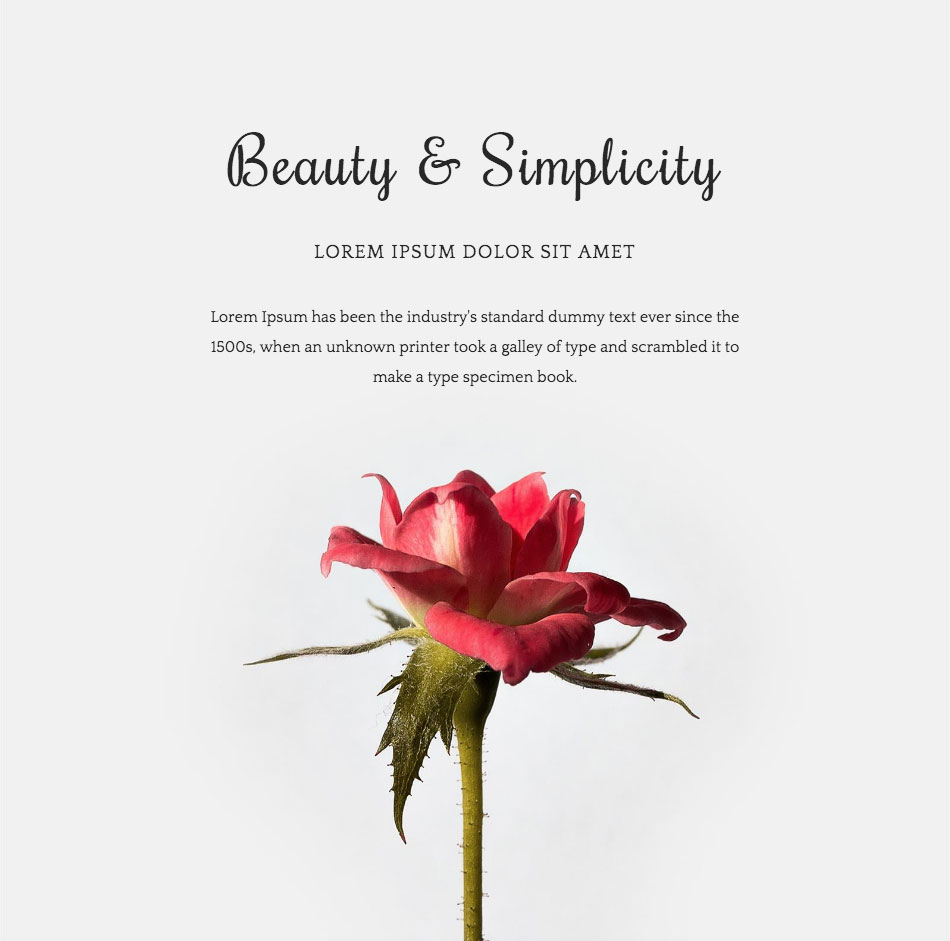 Beauty & Simplicity
LOREM IPSUM DOLOR SIT AMET
Lorem Ipsum has been the industry's standard dummy text ever since the
1500s, when an unknown printer took a galley of type and scrambled it to
make a type specimen book.